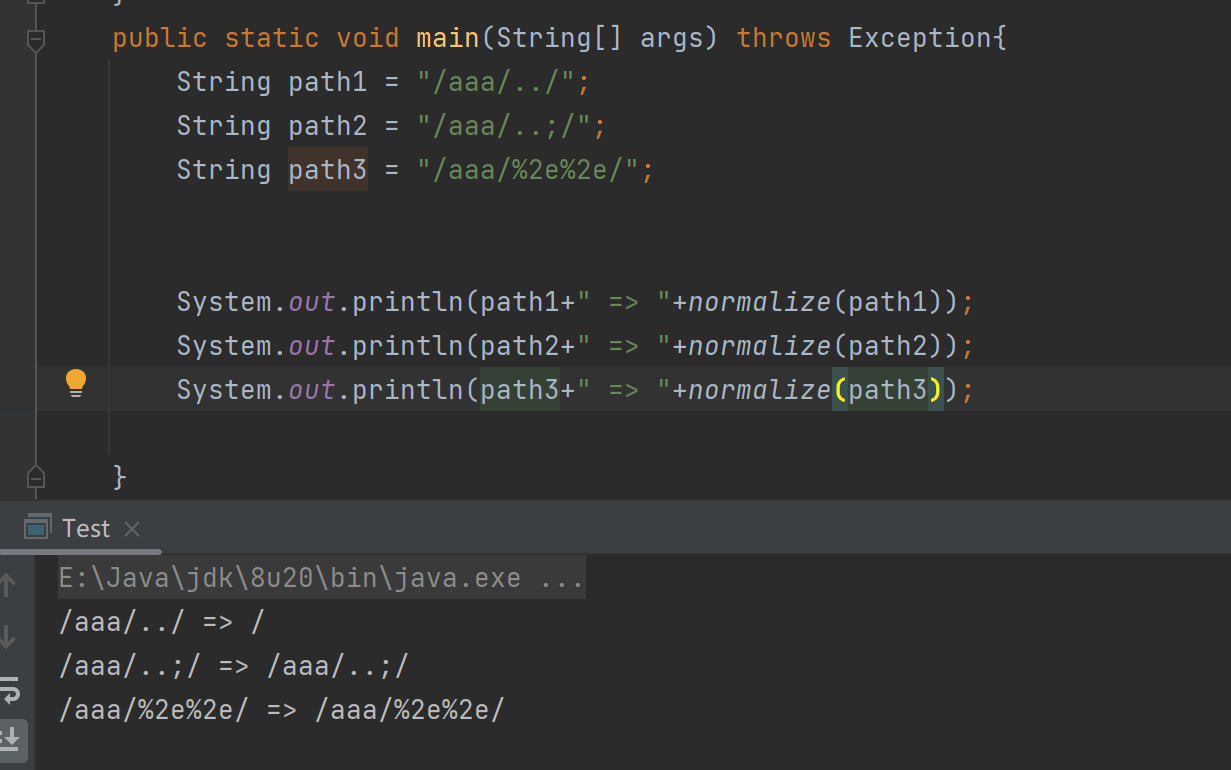 }
public static void main(String[] args) throws Exception{
String path1 = "/aaa/../";
String path2 = "/aaa/..;/";
String path3 = "/aaa/%2e%2e/";
System.out.println(path1+" => "+normalize(path1));
System.out.println(path2+" => "+normalize(path2));
System.out.println(path3+" => "+normalize(path3));
}
Test
E:\Java\jdk\8u20\bin\java.exe ...
/aaa/../ => /
/aaa/..;/ => /aaa/..;/
/aaa/%2e%2e/ => /aaa/%2e%2e/